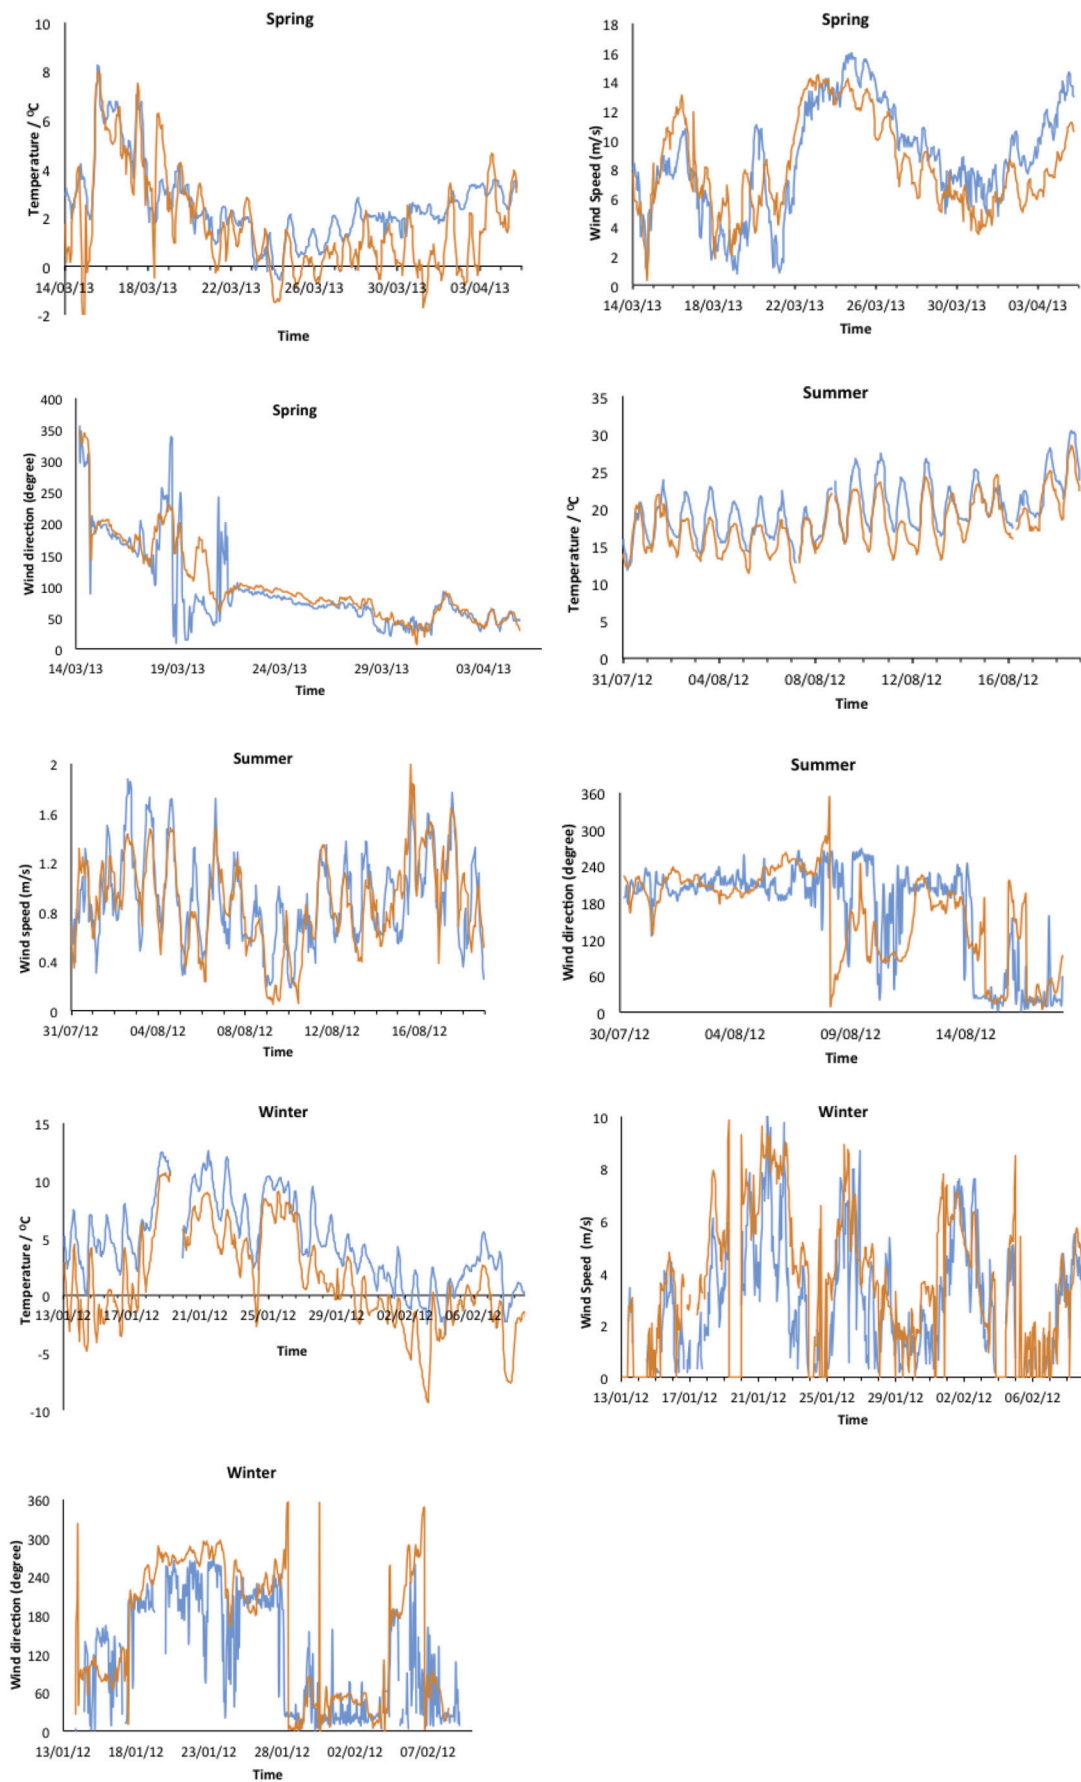 Spring
Temperature / ⁰C
10
8
6
4
2
0
-2
14/03/13 18/03/13 22/03/13 26/03/13 30/03/13 03/04/13
Time
Spring
Wind Speed (m/s)
18
16
14
12
10
8
6
4
2
0
14/03/13 18/03/13 22/03/13 26/03/13 30/03/13 03/04/13
Time
Spring
Wind direction (degree)
400
350
300
250
200
150
100
50
0
14/03/13 19/03/13 24/03/13 29/03/13 03/04/13
Time
Summer
Temperature / ⁰C
35
30
25
20
15
10
5
0
31/07/12 04/08/12 08/08/12 12/08/12 16/08/12
Time
Summer
Wind speed (m/s)
2
1.6
1.2
0.8
0.4
0
31/07/12 04/08/12 08/08/12 12/08/12 16/08/12
Time
Summer
Wind direction (degree)
360
300
240
180
120
60
0
30/07/12 04/08/12 09/08/12 14/08/12
Time
Winter
Temperature / ⁰C
15
10
5
0
-5
-10
13/01/12 17/01/12 21/01/12 25/01/12 29/01/12 02/02/12 06/02/12
Time
Winter
Wind Speed (m/s)
10
8
6
4
2
0
13/01/12 17/01/12 21/01/12 25/01/12 29/01/12 02/02/12 06/02/12
Time
Winter
Wind direction (degree)
360
300
240
180
120
60
0
13/01/12 18/01/12 23/01/12 28/01/12 02/02/12 07/02/12
Time